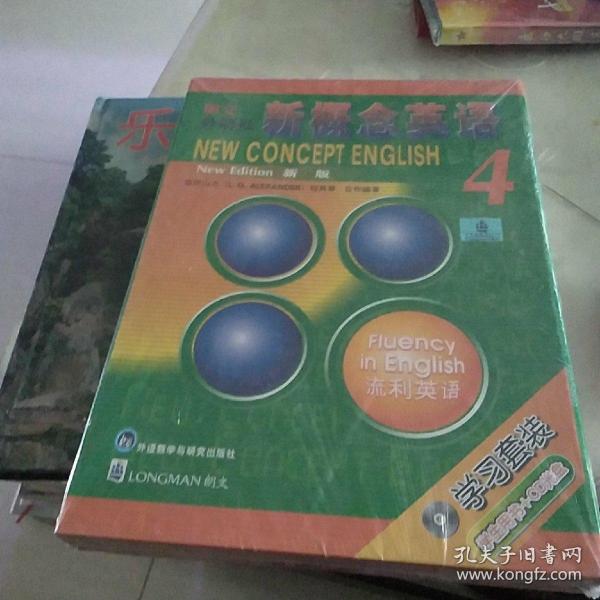 乐
新概念英语
NEW CONCEPT ENGLISH
New Edition 新 版
(L. G. ALEXANDER)
4
Fluency
in English
流利英语
外语教学与研究出版社
LONGMAN 朗文
学习套装
孔夫子旧书网
www.kongfz.com